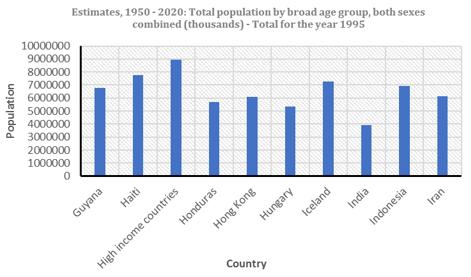 Estimates, 1950 - 2020: Total population by broad age group, both sexes
combined (thousands) - Total for the year 1995
10000000
9000000
8000000
7000000
6000000
5000000
4000000
3000000
2000000
1000000
0
Population
Guyana
Haiti
High income countries
Honduras
Hong Kong
Hungary
Iceland
India
Indonesia
Iran
Country